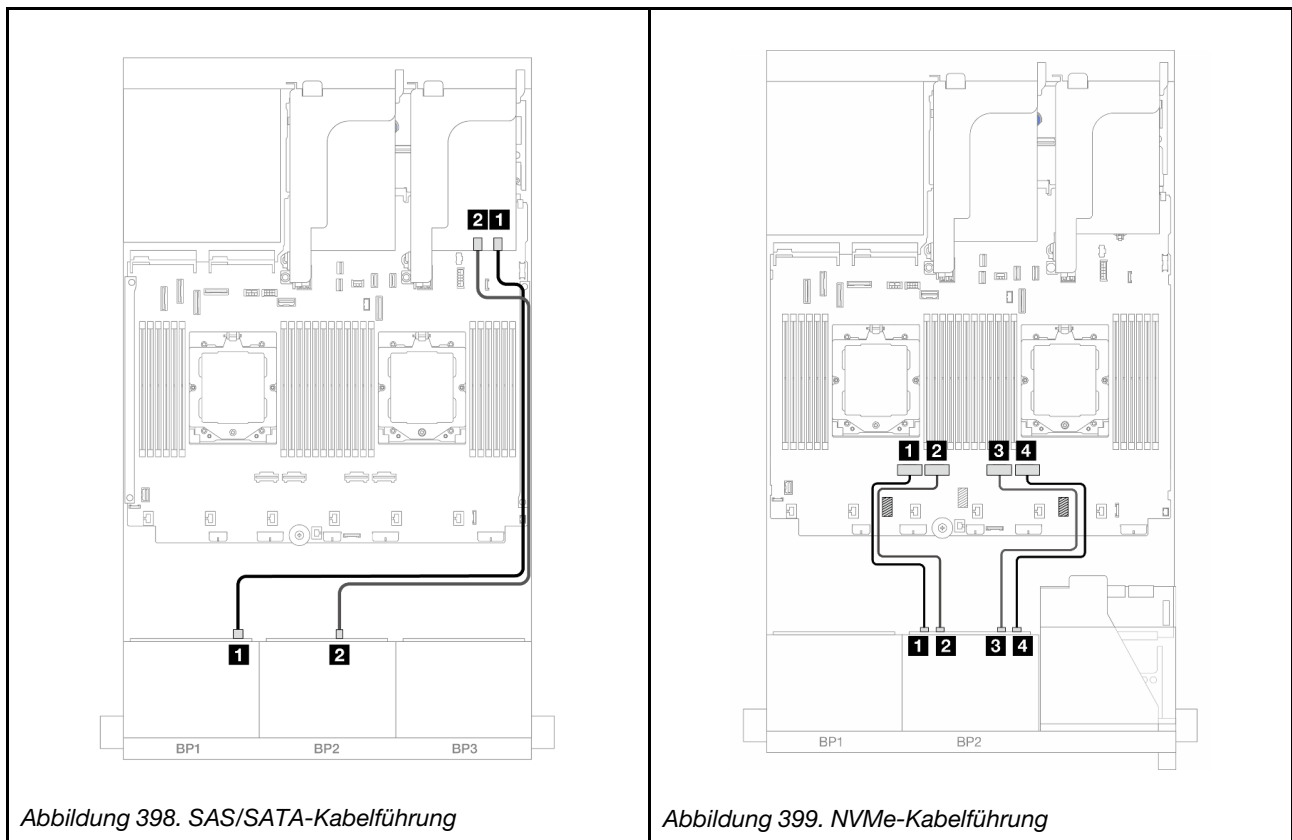 2 1
1 2
BP1 BP2 BP3
Abbildung 398. SAS/SATA-Kabelführung
1 2 3 4
1 2 3 4
BP1 BP2
Abbildung 399. NVMe-Kabelführung